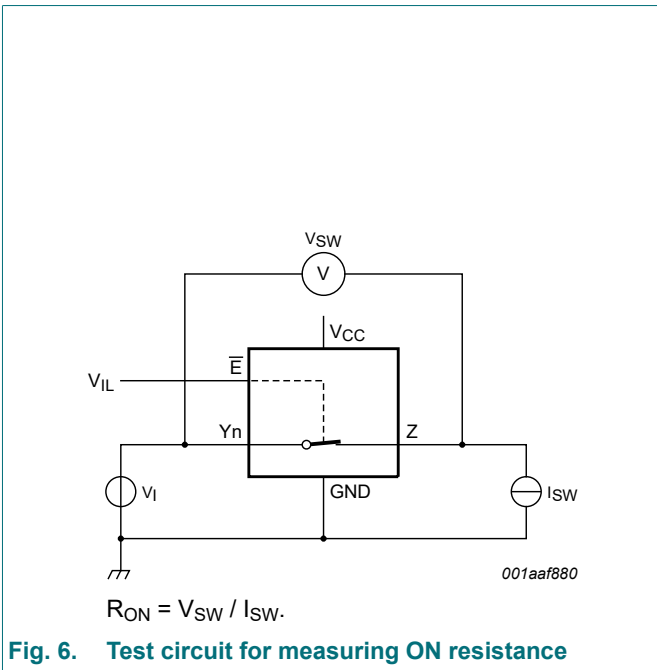 VSW
V
VCC
E
VIL
Yn
Z
VI
GND
ISW
001aaf880
RON = VSW / ISW.
Fig. 6. Test circuit for measuring ON resistance